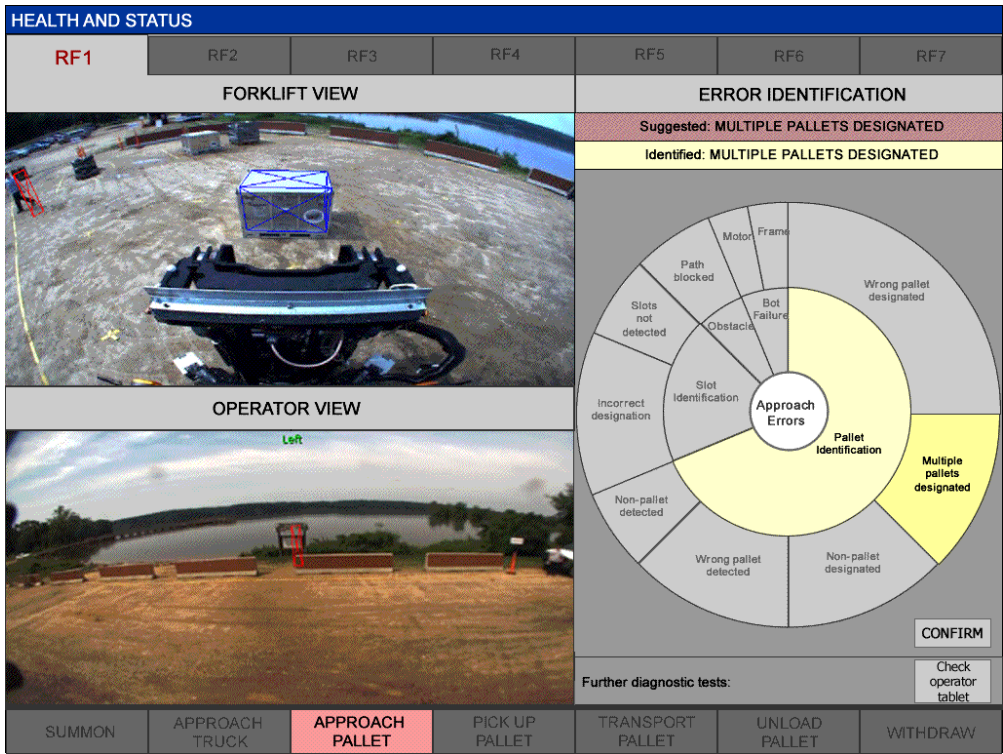 HEALTH AND STATUS
RF1
RF2
RF3
RF4
RF5
RF6
RF7
FORKLIFT VIEW
ERROR IDENTIFICATION
Suggested: MULTIPLE PALLETS DESIGNATED
Identified: MULTIPLE PALLETS DESIGNATED
Motor
Frame
Path
blocked
Wrong pallet
designated
Slots
not
detected
Obstacle
Bot
Failure
Slot
Identification
Incorrect
designation
Approach
Errors
Pallet
Identification
Multiple
pallets
designated
Non-pallet
detected
Wrong pallet
detected
Non-pallet
designated
OPERATOR VIEW
Left
CONFIRM
Further diagnostic tests:
Check
operator
tablet
SUMMON
APPROACH
TRUCK
APPROACH
PALLET
PICK UP
PALLET
TRANSPORT
PALLET
UNLOAD
PALLET
WITHDRAW